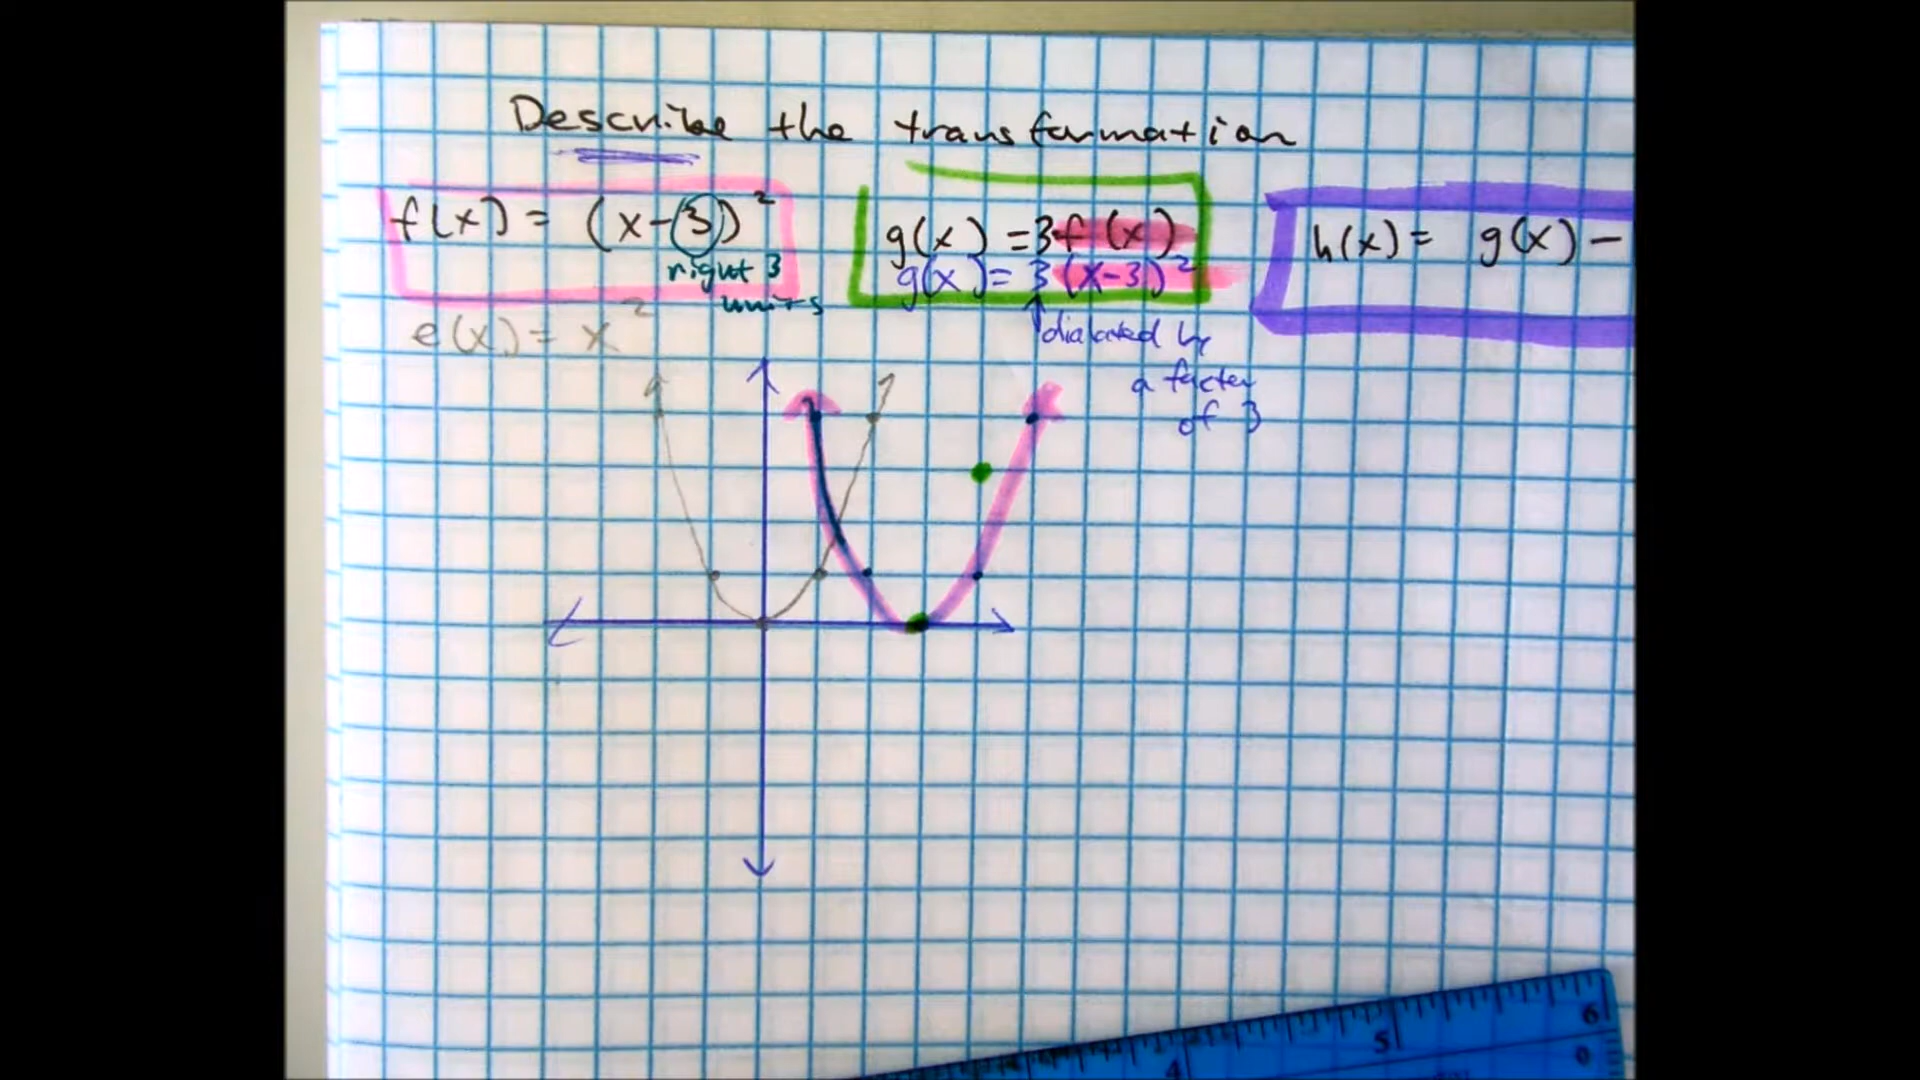 Describe the transformation
f(x) = (x-3)²
right 3
units
e(x) = x²
g(x) = 3f(x)
g(x) = 3(x-3)²
dialated by
a factor
of 3
h(x) = g(x) -
4 5 6